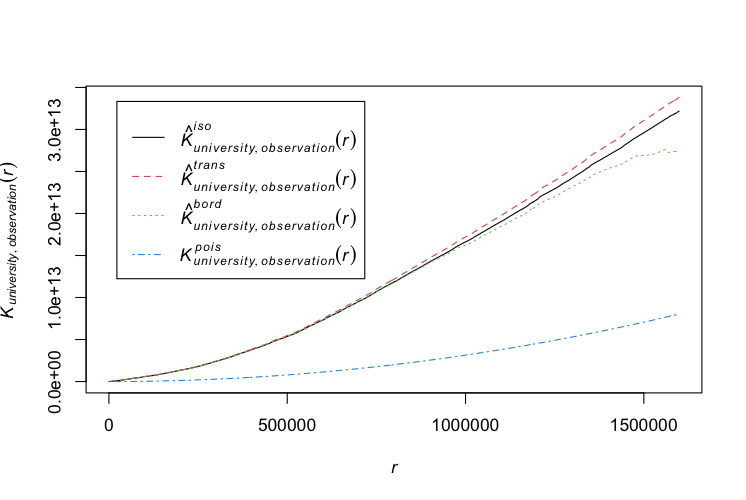 K̂ iso university, observation (r)
K̂ trans university, observation (r)
K̂ bord university, observation (r)
K pois university, observation (r)
K university, observation (r)
3.0e+13
2.0e+13
1.0e+13
0.0e+00
0 500000 1000000 1500000
r